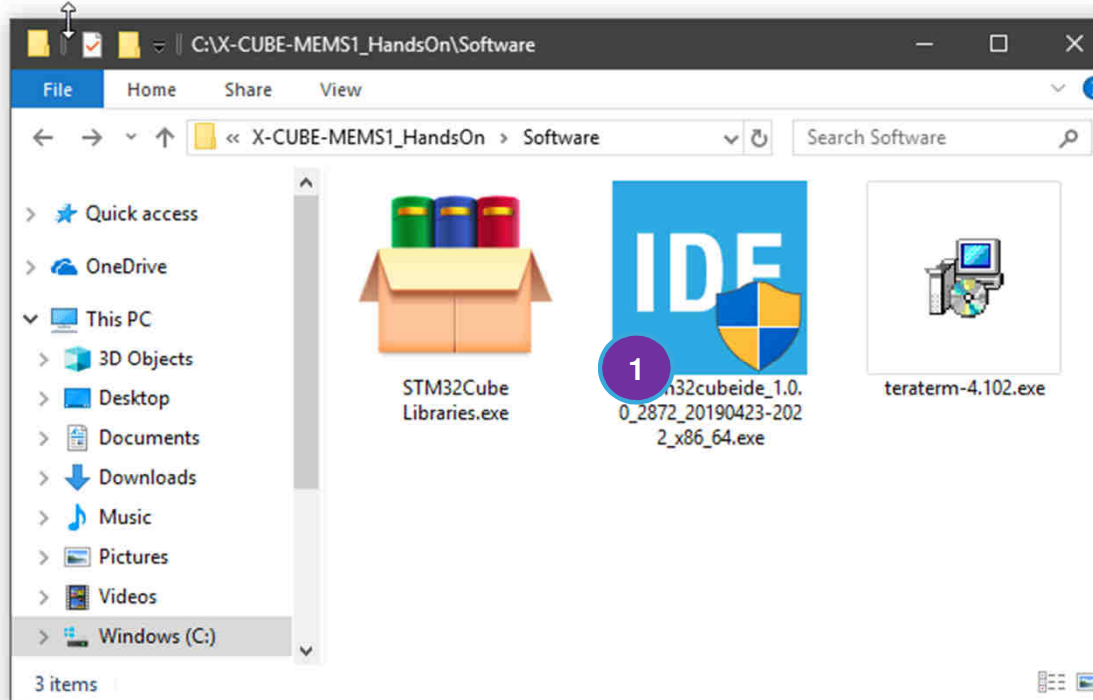 C:\X-CUBE-MEMS1_HandsOn\Software
File Home Share View
« X-CUBE-MEMS1_HandsOn > Software
Search Software
Quick access
OneDrive
This PC
3D Objects
Desktop
Documents
Downloads
Music
Pictures
Videos
Windows (C:)
IDE
1
STM32Cube
Libraries.exe
32cubeide_1.0.
0_2872_20190423-202
2_x86_64.exe
teraterm-4.102.exe
3 items